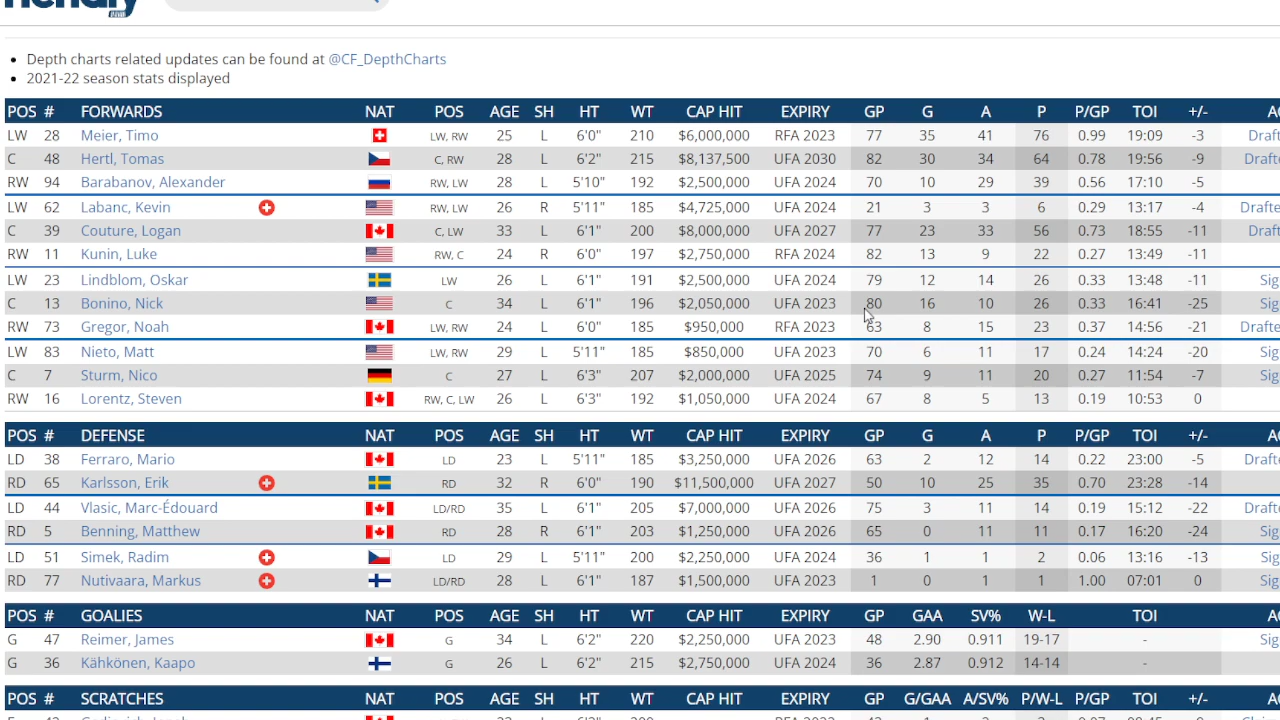 Depth charts related updates can be found at @CF_DepthCharts
2021-22 season stats displayed
POS # FORWARDS NAT POS AGE SH HT WT CAP HIT EXPIRY GP G A P P/GP TOI +/-
LW 28 Meier, Timo LW, RW 25 L 6'0" 210 $6,000,000 RFA 2023 77 35 41 76 0.99 19:09 -3 Draft
C 48 Hertl, Tomas C, RW 28 L 6'2" 215 $8,137,500 UFA 2030 82 30 34 64 0.78 19:56 -9 Drafte
RW 94 Barabanov, Alexander RW, LW 28 L 5'10" 192 $2,500,000 UFA 2024 70 10 29 39 0.56 17:10 -5
LW 62 Labanc, Kevin RW, LW 26 R 5'11" 185 $4,725,000 UFA 2024 21 3 3 6 0.29 13:17 -4 Drafte
C 39 Couture, Logan C, LW 33 L 6'1" 200 $8,000,000 UFA 2027 77 23 33 56 0.73 18:55 -11 Draft
RW 11 Kunin, Luke RW, C 24 R 6'0" 197 $2,750,000 RFA 2024 82 13 9 22 0.27 13:49 -11
LW 23 Lindblom, Oskar LW 26 L 6'1" 191 $2,500,000 UFA 2024 79 12 14 26 0.33 13:48 -11 Sig
C 13 Bonino, Nick C 34 L 6'1" 196 $2,050,000 UFA 2023 80 16 10 26 0.33 16:41 -25 Sig
RW 73 Gregor, Noah LW, RW 24 L 6'0" 185 $950,000 RFA 2023 63 8 15 23 0.37 14:56 -21 Drafte
LW 83 Nieto, Matt LW, RW 29 L 5'11" 185 $850,000 UFA 2023 70 6 11 17 0.24 14:24 -20 Sig
C 7 Sturm, Nico C 27 L 6'3" 207 $2,000,000 UFA 2025 74 9 11 20 0.27 11:54 -7 Sig
RW 16 Lorentz, Steven RW, C, LW 26 L 6'3" 192 $1,050,000 UFA 2023 67 8 5 13 0.19 10:53 0
POS # DEFENSE NAT POS AGE SH HT WT CAP HIT EXPIRY GP G A P P/GP TOI +/-
LD 38 Ferraro, Mario LD 23 L 5'11" 185 $3,250,000 UFA 2026 63 2 12 14 0.22 23:00 -5 Drafte
RD 65 Karlsson, Erik RD 32 R 6'0" 190 $11,500,000 UFA 2027 50 10 25 35 0.70 23:28 -14
LD 44 Vlasic, Marc-Édouard LD/RD 35 L 6'1" 205 $7,000,000 UFA 2026 75 3 11 14 0.19 15:12 -22 Drafte
RD 5 Benning, Matthew RD 28 R 6'1" 203 $1,250,000 UFA 2026 65 0 11 11 0.17 16:20 -24 Sig
LD 51 Simek, Radim LD 29 L 5'11" 200 $2,250,000 UFA 2024 36 1 1 2 0.06 13:16 -13 Sig
RD 77 Nutivaara, Markus LD/RD 28 L 6'1" 187 $1,500,000 UFA 2023 1 0 1 1 1.00 07:01 0 Sig
POS # GOALIES NAT POS AGE SH HT WT CAP HIT EXPIRY GP GAA SV% W-L TOI
G 47 Reimer, James G 34 L 6'2" 220 $2,250,000 UFA 2023 48 2.90 0.911 19-17 - Sig
G 36 Kähkönen, Kaapo G 26 L 6'2" 215 $2,750,000 UFA 2024 36 2.87 0.912 14-14 -
POS # SCRATCHES NAT POS AGE SH HT WT CAP HIT EXPIRY GP G/GAA A/SV% P/W-L P/GP TOI +/-